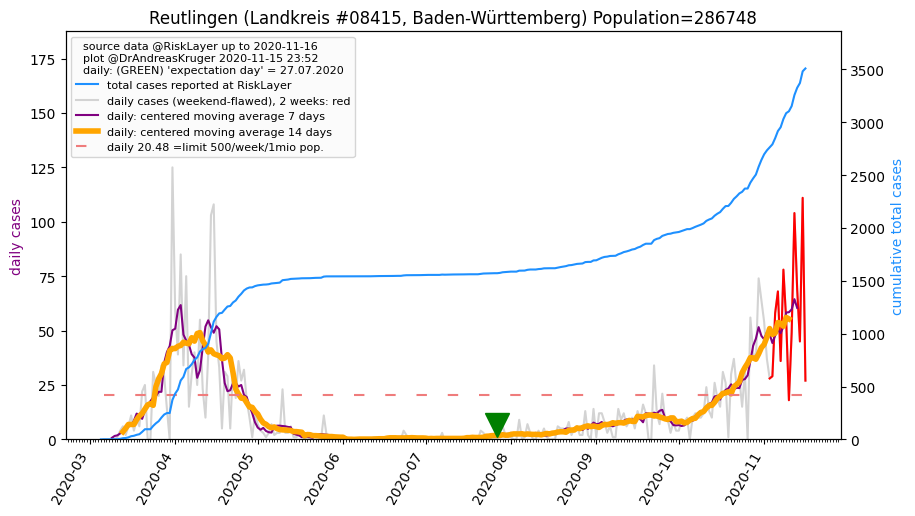 Reutlingen (Landkreis #08415, Baden-Württemberg) Population=286748
source data @RiskLayer up to 2020-11-16
plot @DrAndreasKruger 2020-11-15 23:52
daily: (GREEN) 'expectation day' = 27.07.2020
total cases reported at RiskLayer
daily cases (weekend-flawed), 2 weeks: red
daily: centered moving average 7 days
daily: centered moving average 14 days
daily 20.48 =limit 500/week/1mio pop.
daily cases
175
150
125
100
75
50
25
0
cumulative total cases
3500
3000
2500
2000
1500
1000
500
0
2020-03
2020-04
2020-05
2020-06
2020-07
2020-08
2020-09
2020-10
2020-11